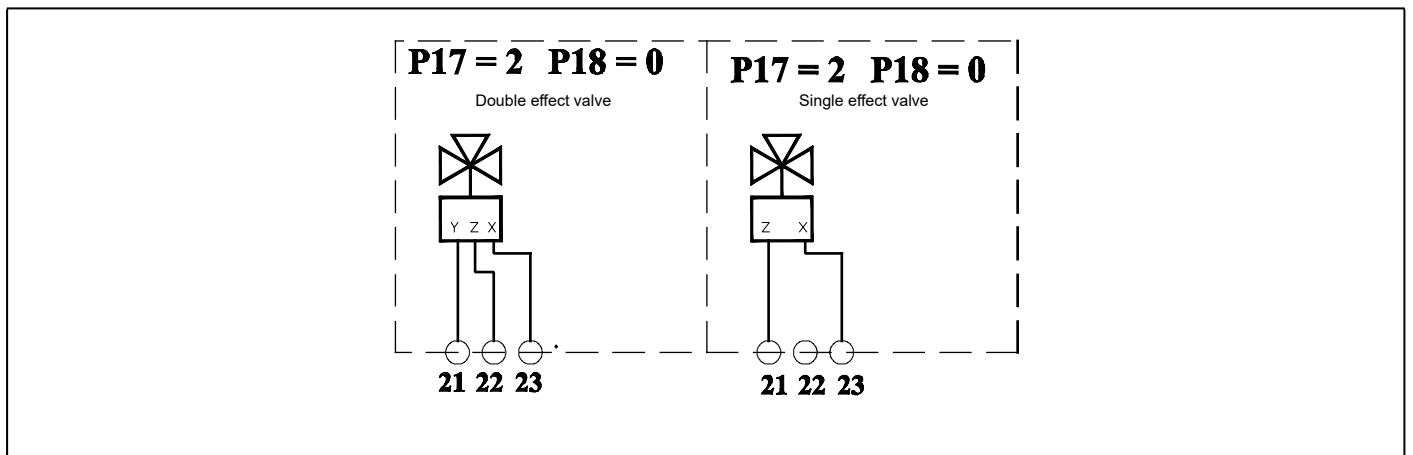 P17 = 2 P18 = 0
Double effect valve
Y Z X
21 22 23
P17 = 2 P18 = 0
Single effect valve
Z X
21 22 23